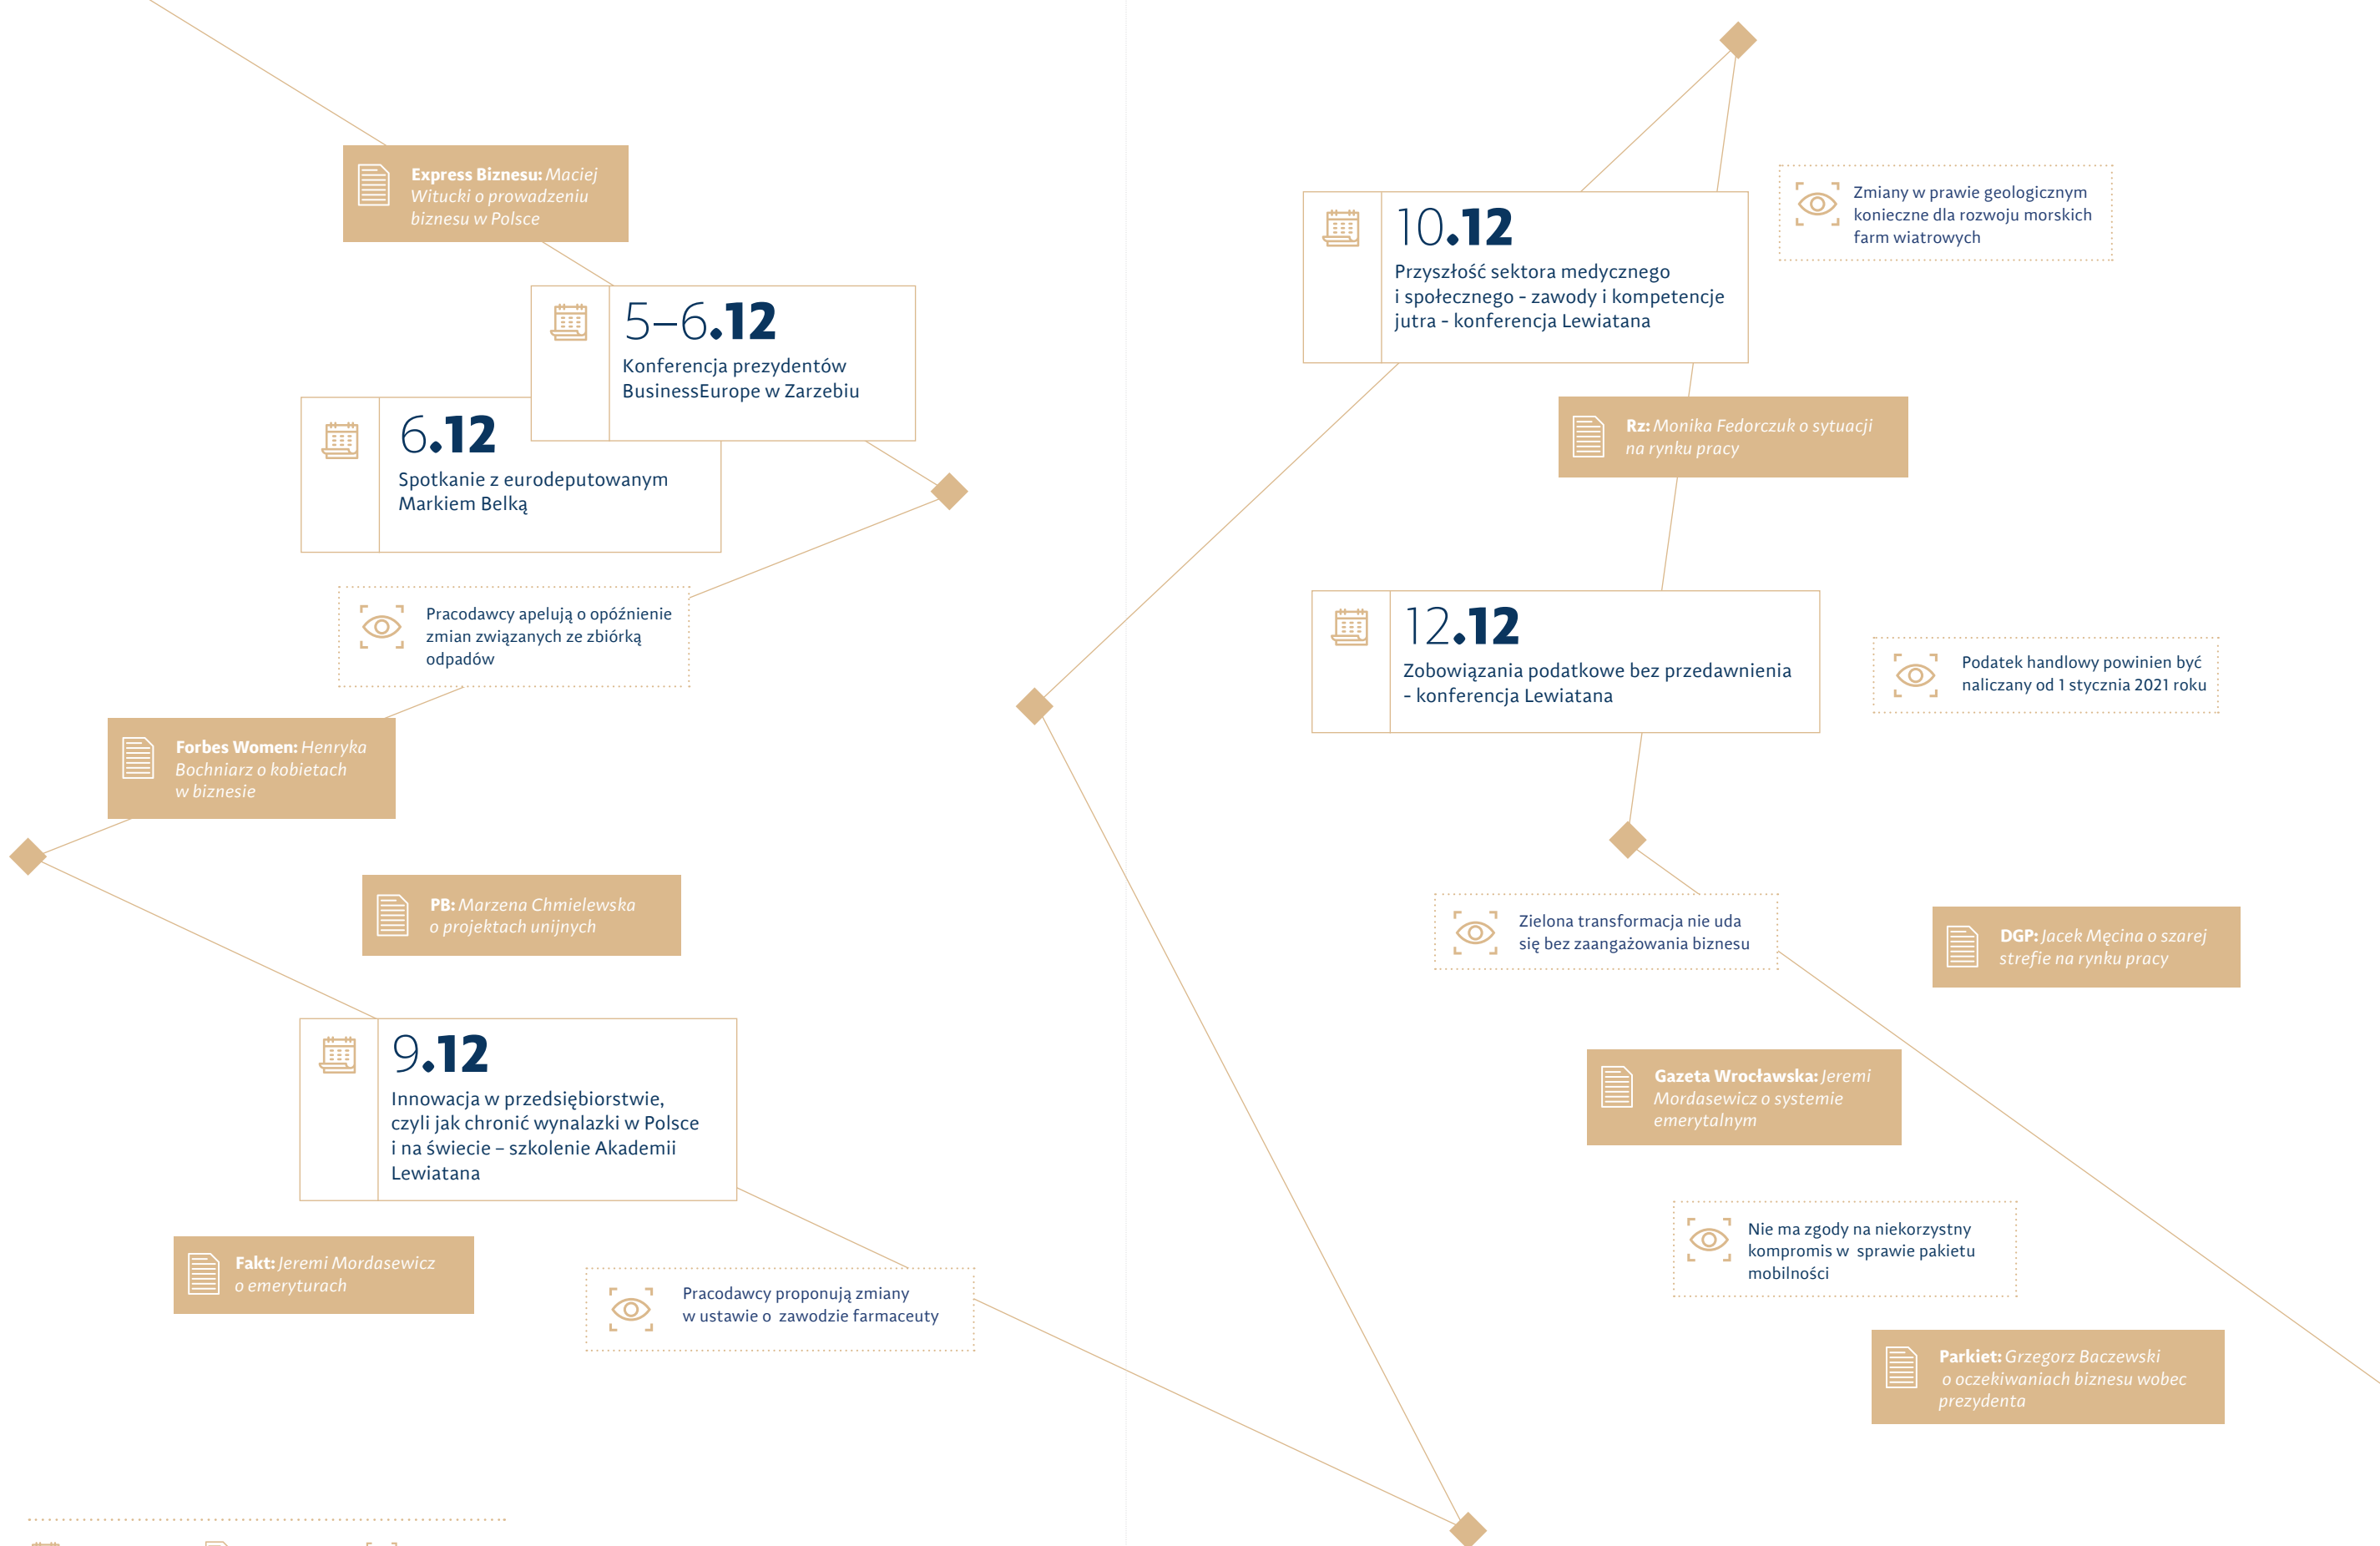 Express Biznesu: Maciej
Witucki o prowadzeniu
biznesu w Polsce
5–6.12
Konferencja prezydentów
BusinessEurope w Zarzebiu
6.12
Spotkanie z eurodeputowanym
Markiem Belką
Pracodawcy apelują o opóźnienie
zmian związanych ze zbiórką
odpadów
Forbes Women: Henryka
Bochniarz o kobietach
w biznesie
PB: Marzena Chmielewska
o projektach unijnych
9.12
Innowacja w przedsiębiorstwie,
czyli jak chronić wynalazki w Polsce
i na świecie – szkolenie Akademii
Lewiatana
Fakt: Jeremi Mordasewicz
o emeryturach
Pracodawcy proponują zmiany
w ustawie o zawodzie farmaceuty
10.12
Przyszłość sektora medycznego
i społecznego - zawody i kompetencje
jutra - konferencja Lewiatana
Zmiany w prawie geologicznym
konieczne dla rozwoju morskich
farm wiatrowych
Rz: Monika Fedorczuk o sytuacji
na rynku pracy
12.12
Zobowiązania podatkowe bez przedawnienia
- konferencja Lewiatana
Podatek handlowy powinien być
naliczany od 1 stycznia 2021 roku
Zielona transformacja nie uda
się bez zaangażowania biznesu
DGP: Jacek Męcina o szarej
strefie na rynku pracy
Gazeta Wrocławska: Jeremi
Mordasewicz o systemie
emerytalnym
Nie ma zgody na niekorzystny
kompromis w sprawie pakietu
mobilności
Parkiet: Grzegorz Baczewski
o oczekiwaniach biznesu wobec
prezydenta